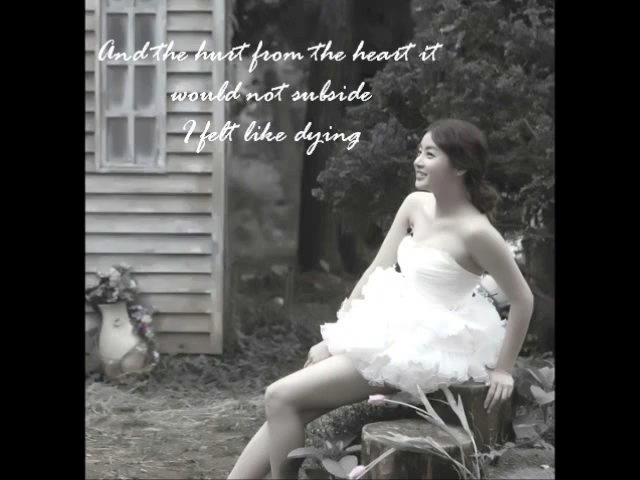 And the hurt from the heart it
would not subside
I felt like dying